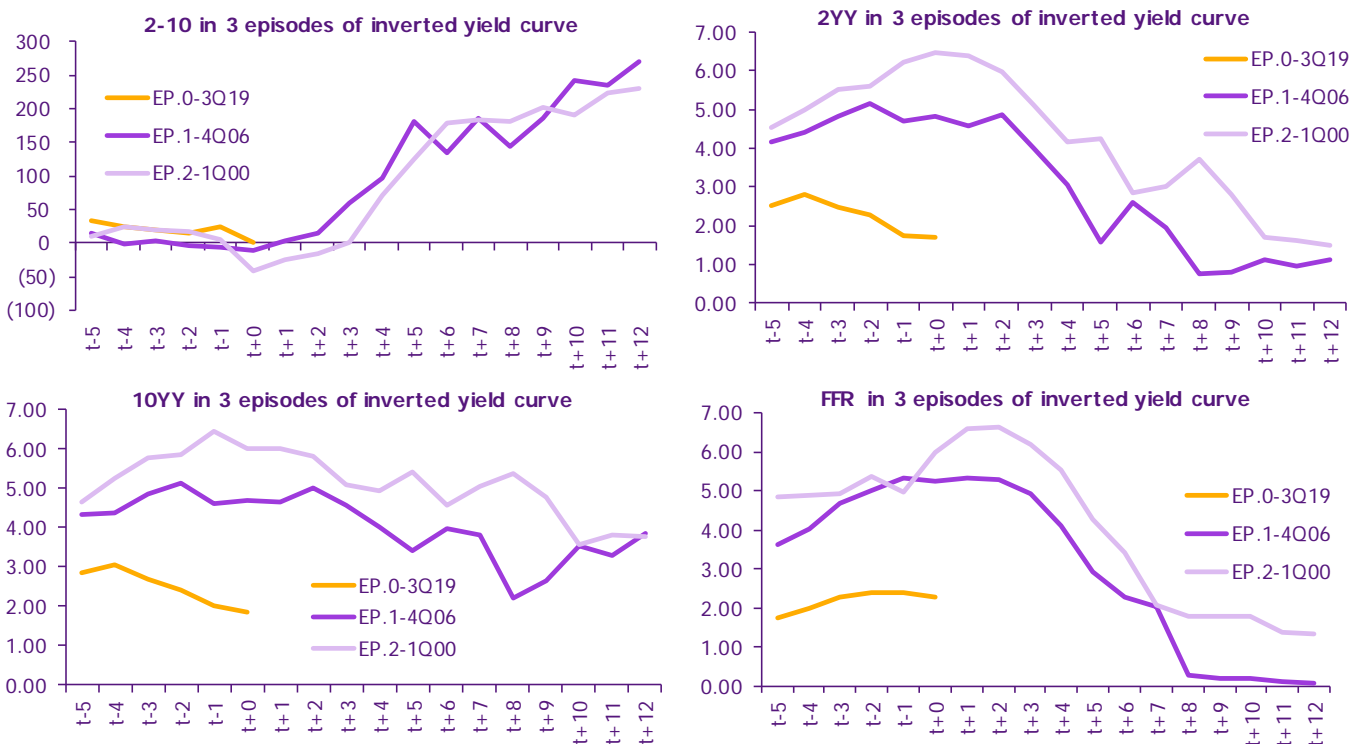 2-10 in 3 episodes of inverted yield curve
300
250
200
150
100
50
0
(50)
(100)
EP.0-3Q19
EP.1-4Q06
EP.2-1Q00
t-5 t-4 t-3 t-2 t-1 t+0 t+1 t+2 t+3 t+4 t+5 t+6 t+7 t+8 t+9 t+10 t+11 t+12
2YY in 3 episodes of inverted yield curve
7.00
6.00
5.00
4.00
3.00
2.00
1.00
0.00
EP.0-3Q19
EP.1-4Q06
EP.2-1Q00
t-5 t-4 t-3 t-2 t-1 t+0 t+1 t+2 t+3 t+4 t+5 t+6 t+7 t+8 t+9 t+10 t+11 t+12
10YY in 3 episodes of inverted yield curve
7.00
6.00
5.00
4.00
3.00
2.00
1.00
0.00
EP.0-3Q19
EP.1-4Q06
EP.2-1Q00
t-5 t-4 t-3 t-2 t-1 t+0 t+1 t+2 t+3 t+4 t+5 t+6 t+7 t+8 t+9 t+10 t+11 t+12
FFR in 3 episodes of inverted yield curve
7.00
6.00
5.00
4.00
3.00
2.00
1.00
0.00
EP.0-3Q19
EP.1-4Q06
EP.2-1Q00
t-5 t-4 t-3 t-2 t-1 t+0 t+1 t+2 t+3 t+4 t+5 t+6 t+7 t+8 t+9 t+10 t+11 t+12